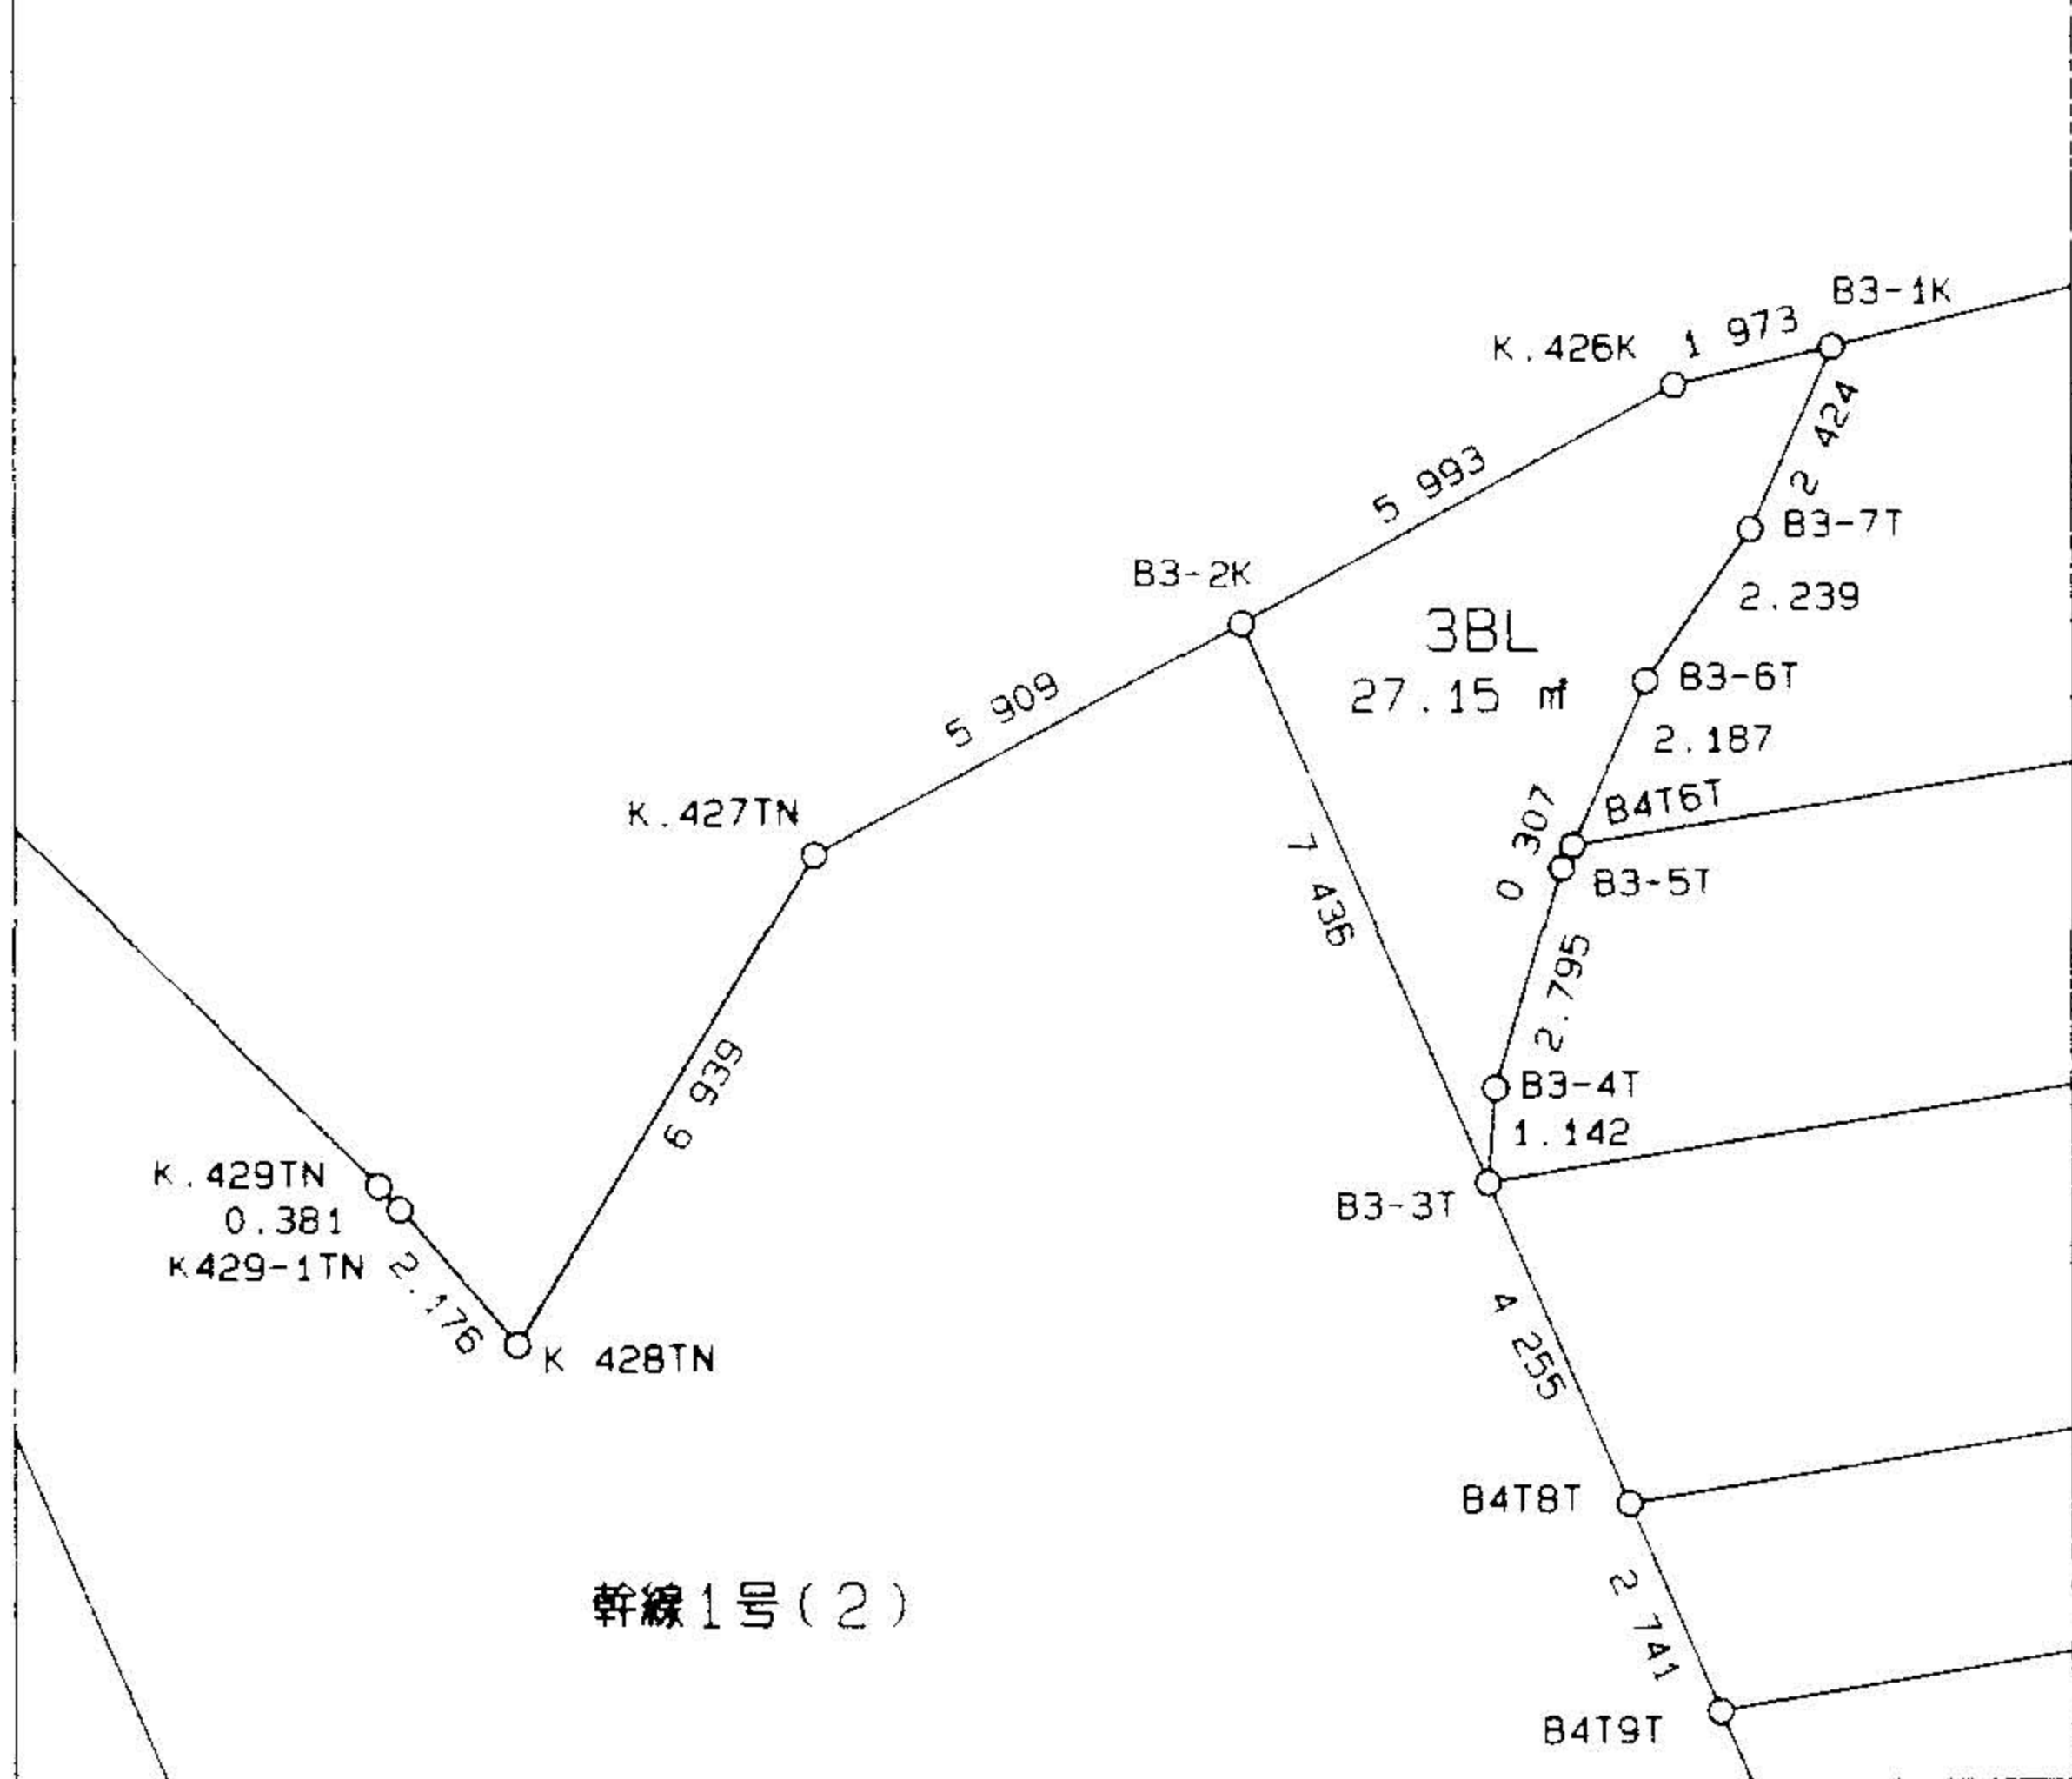 B3-1K
1 973
K.426K
2 424
5 993
B3-7T
B3-2K
2.239
3BL
27.15 ㎡
B3-6T
5 909
2.187
K.427TN
0 307
B4T6T
7 436
B3-5T
2.795
6 939
B3-4T
1.142
K.429TN
B3-3T
0.381
K429-1TN
2.176
K 428TN
4 255
B4T8T
幹線1号(2)
2 741
B4T9T